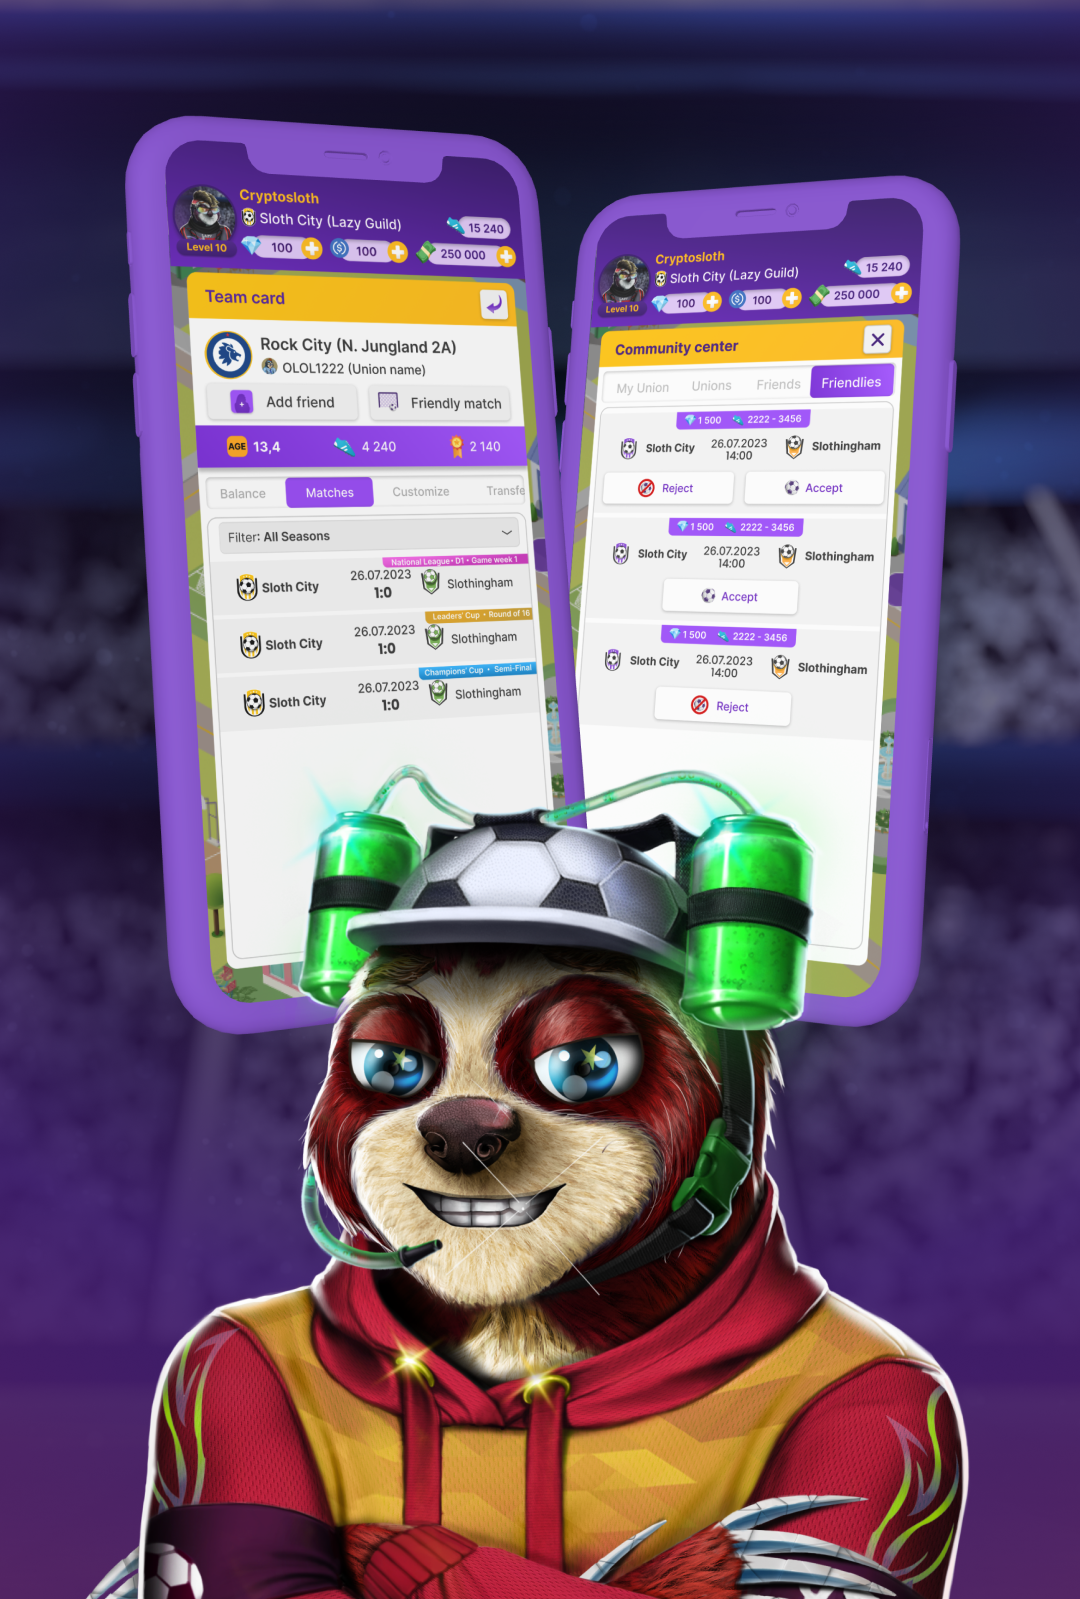 Cryptosloth
Sloth City (Lazy Guild)
15 240
Level 10
100
100
250 000
Team card
Rock City (N. Jungland 2A)
OLOL1222 (Union name)
Add friend
Friendly match
AGE 13,4
4 240
2 140
Balance
Matches
Customize
Transfe
Filter: All Seasons
National League • D1 • Game week 1
Sloth City
26.07.2023
1:0
Slothingham
Leaders' Cup • Round of 16
Sloth City
26.07.2023
1:0
Slothingham
Champions' Cup • Semi-Final
Sloth City
26.07.2023
1:0
Slothingham
Cryptosloth
Sloth City (Lazy Guild)
15 240
Level 10
100
100
250 000
Community center
My Union
Unions
Friends
Friendlies
1 500
2222 - 3456
Sloth City
26.07.2023
14:00
Slothingham
Reject
Accept
1 500
2222 - 3456
Sloth City
26.07.2023
14:00
Slothingham
Accept
1 500
2222 - 3456
Sloth City
26.07.2023
14:00
Slothingham
Reject